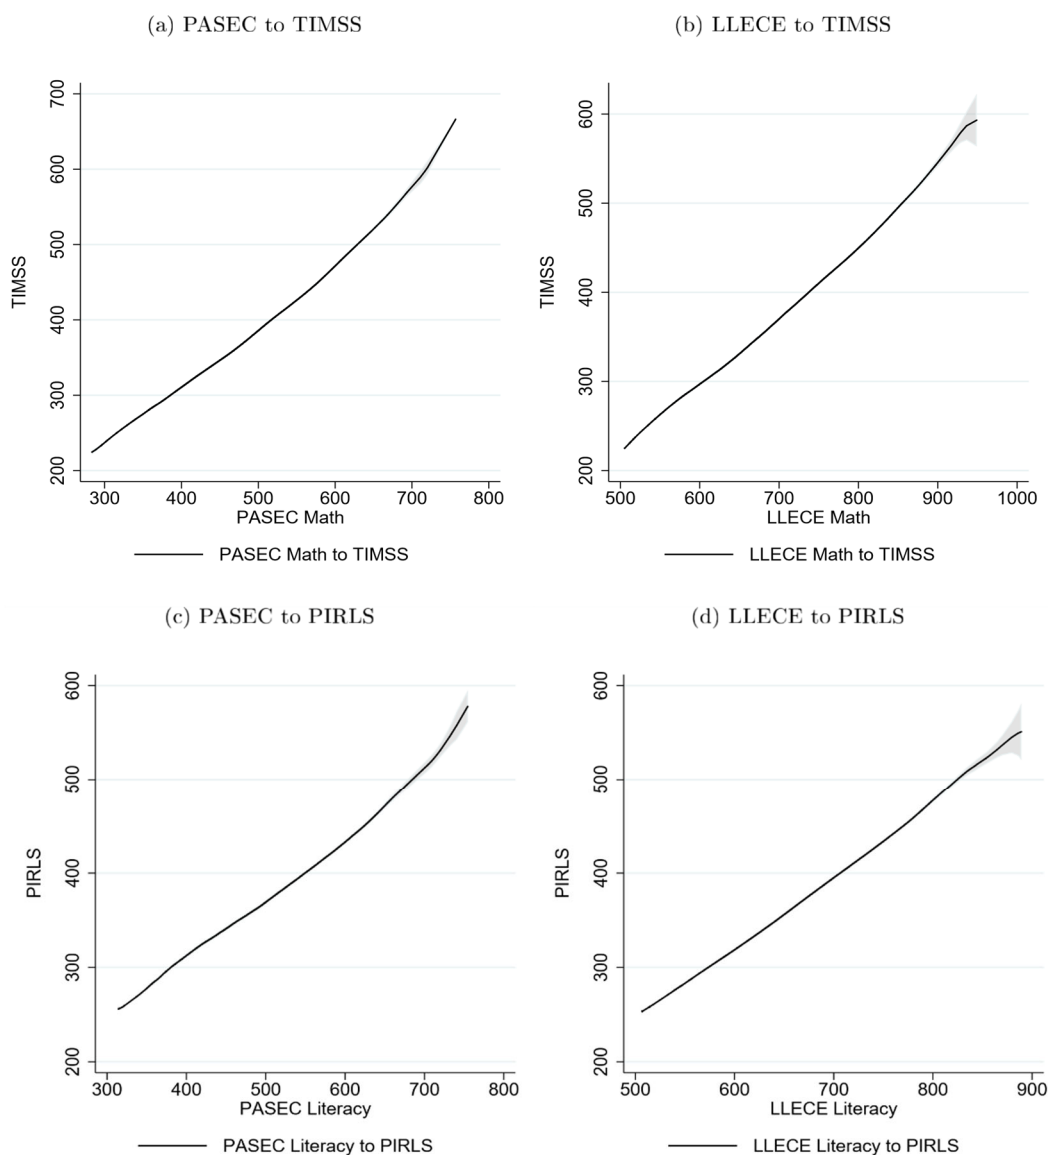 (a) PASEC to TIMSS
(b) LLECE to TIMSS
TIMSS
700
600
500
400
300
200
300 400 500 600 700 800
PASEC Math
PASEC Math to TIMSS
TIMSS
600
500
400
300
200
500 600 700 800 900 1000
LLECE Math
LLECE Math to TIMSS
(c) PASEC to PIRLS
(d) LLECE to PIRLS
PIRLS
600
500
400
300
200
300 400 500 600 700 800
PASEC Literacy
PASEC Literacy to PIRLS
PIRLS
600
500
400
300
200
500 600 700 800 900
LLECE Literacy
LLECE Literacy to PIRLS